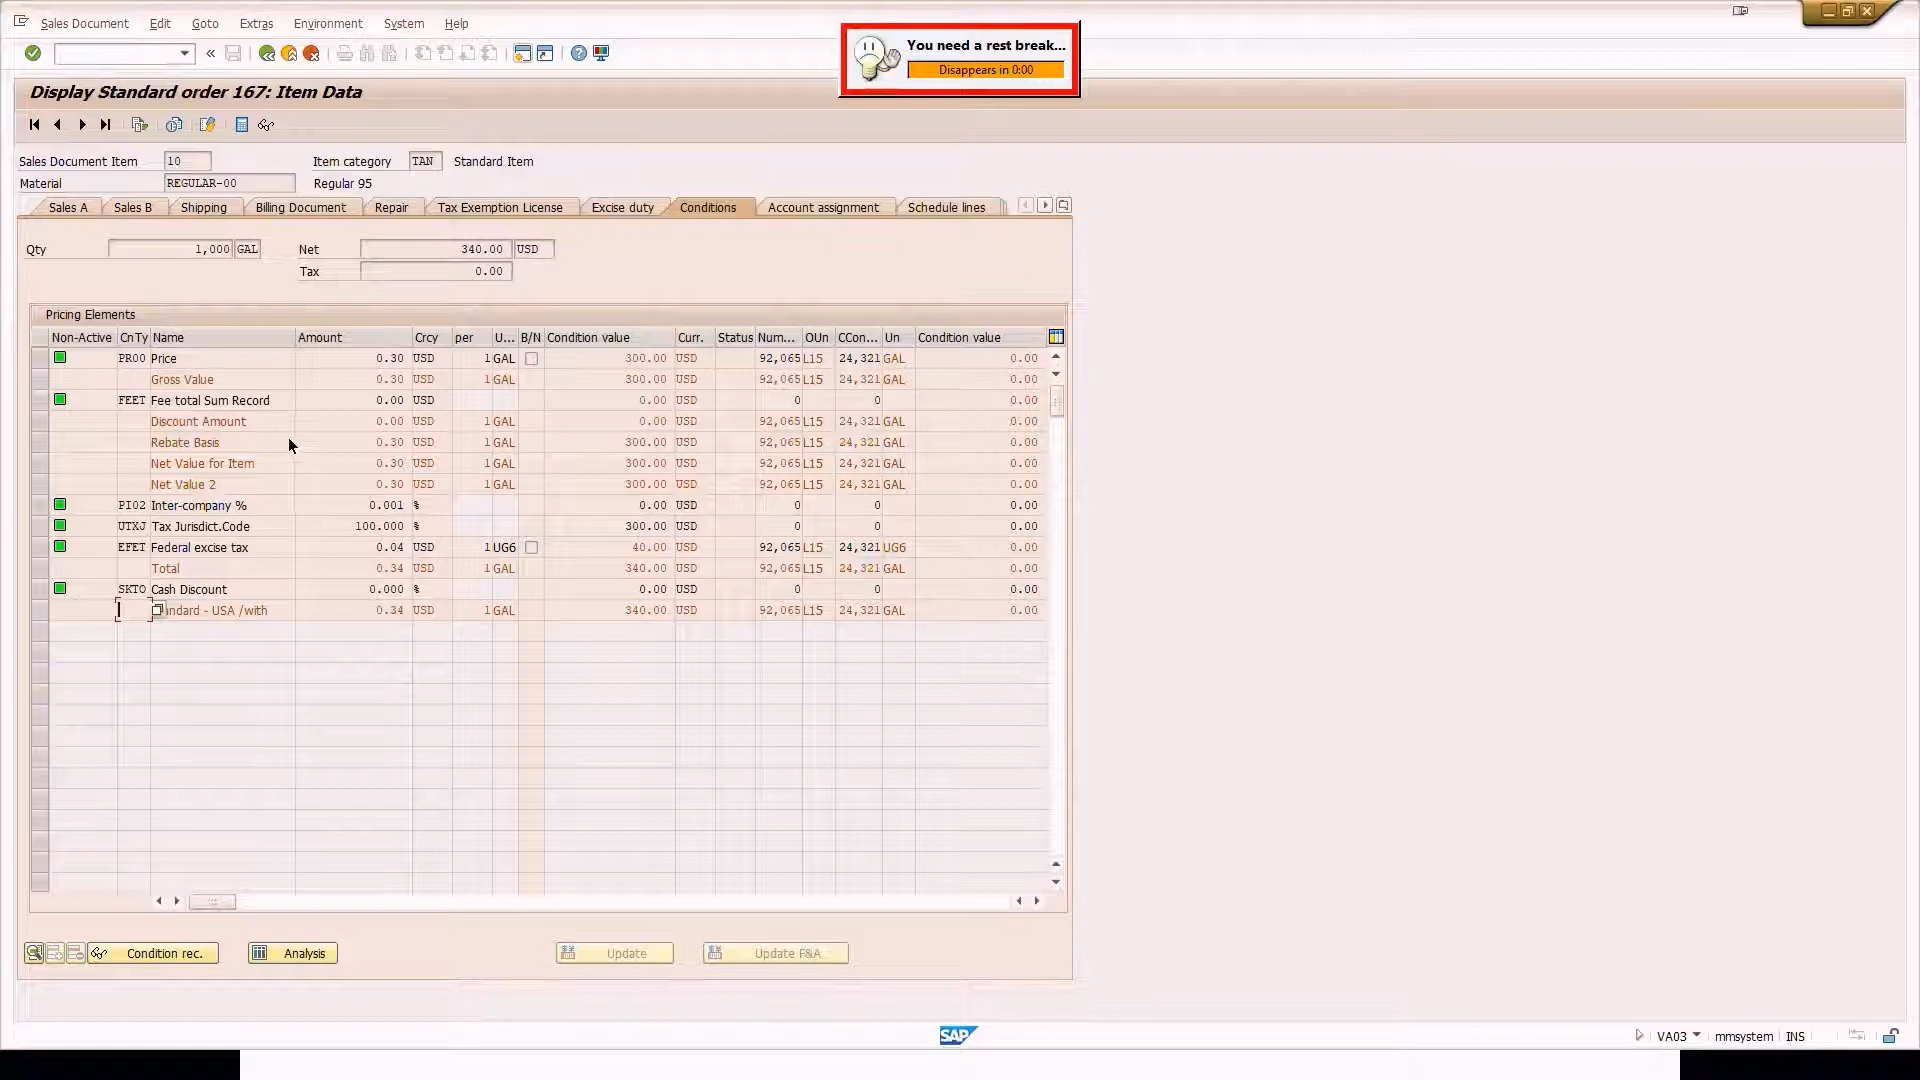 Sales Document Edit Goto Extras Environment System Help
You need a rest break...
Disappears in 0:00
Display Standard order 167: Item Data
Sales Document Item 10 Item category TAN Standard Item
Material REGULAR-00 Regular 95
Sales A Sales B Shipping Billing Document Repair Tax Exemption License Excise duty Conditions Account assignment Schedule lines
Qty 1,000 GAL Net 340.00 USD
Tax 0.00
Pricing Elements
Non-Active CnTy Name Amount Crcy per U... B/N Condition value Curr. Status Num... OUn CCon... Un Condition value
PR00 Price 0.30 USD 1 GAL 300.00 USD 92,065 L15 24,321 GAL 0.00
Gross Value 0.30 USD 1 GAL 300.00 USD 92,065 L15 24,321 GAL 0.00
FEET Fee total Sum Record 0.00 USD 0.00 USD 0 0 0.00
Discount Amount 0.00 USD 1 GAL 0.00 USD 92,065 L15 24,321 GAL 0.00
Rebate Basis 0.30 USD 1 GAL 300.00 USD 92,065 L15 24,321 GAL 0.00
Net Value for Item 0.30 USD 1 GAL 300.00 USD 92,065 L15 24,321 GAL 0.00
Net Value 2 0.30 USD 1 GAL 300.00 USD 92,065 L15 24,321 GAL 0.00
PI02 Inter-company % 0.001 % 0.00 USD 0 0 0.00
UTXJ Tax Jurisdict.Code 100.000 % 300.00 USD 0 0 0.00
EFET Federal excise tax 0.04 USD 1 UG6 40.00 USD 92,065 L15 24,321 UG6 0.00
Total 0.34 USD 1 GAL 340.00 USD 92,065 L15 24,321 GAL 0.00
SKTO Cash Discount 0.000 % 0.00 USD 0 0 0.00
ndard - USA /with 0.34 USD 1 GAL 340.00 USD 92,065 L15 24,321 GAL 0.00
Condition rec. Analysis Update Update P&A
SAP VA03 mmsystem INS